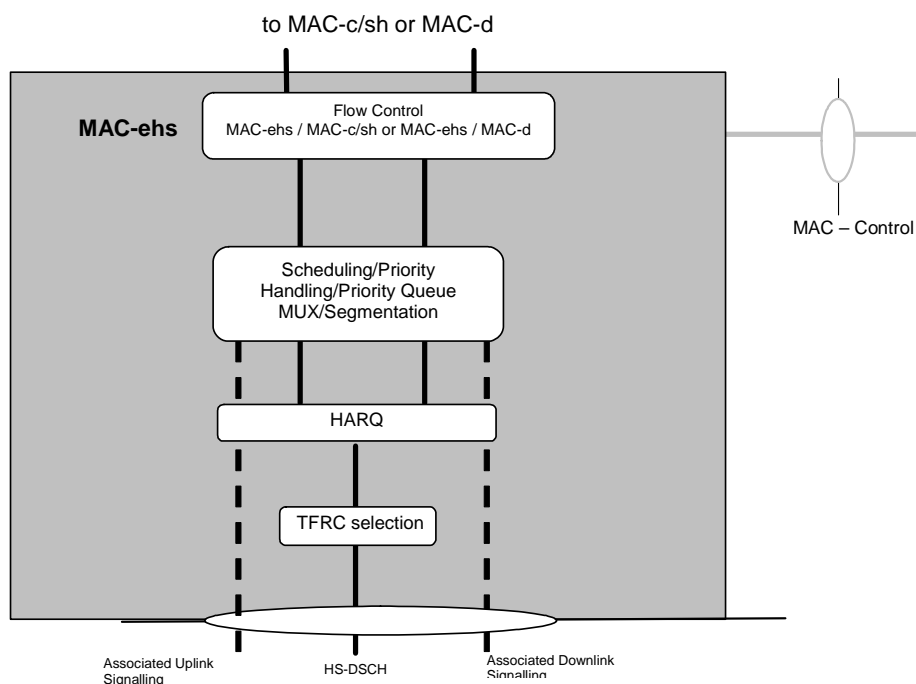 to MAC-c/sh or MAC-d
MAC-ehs
Flow Control
MAC-ehs / MAC-c/sh or MAC-ehs / MAC-d
MAC – Control
Scheduling/Priority
Handling/Priority Queue
MUX/Segmentation
HARQ
TFRC selection
Associated Uplink
Signalling
HS-DSCH
Associated Downlink
Signalling